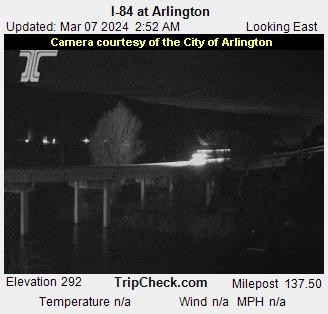 I-84 at Arlington
Updated: Mar 07 2024 2:52 AM Looking East
Camera courtesy of the City of Arlington
Elevation 292 TripCheck.com Milepost 137.50
Temperature n/a Wind n/a MPH n/a